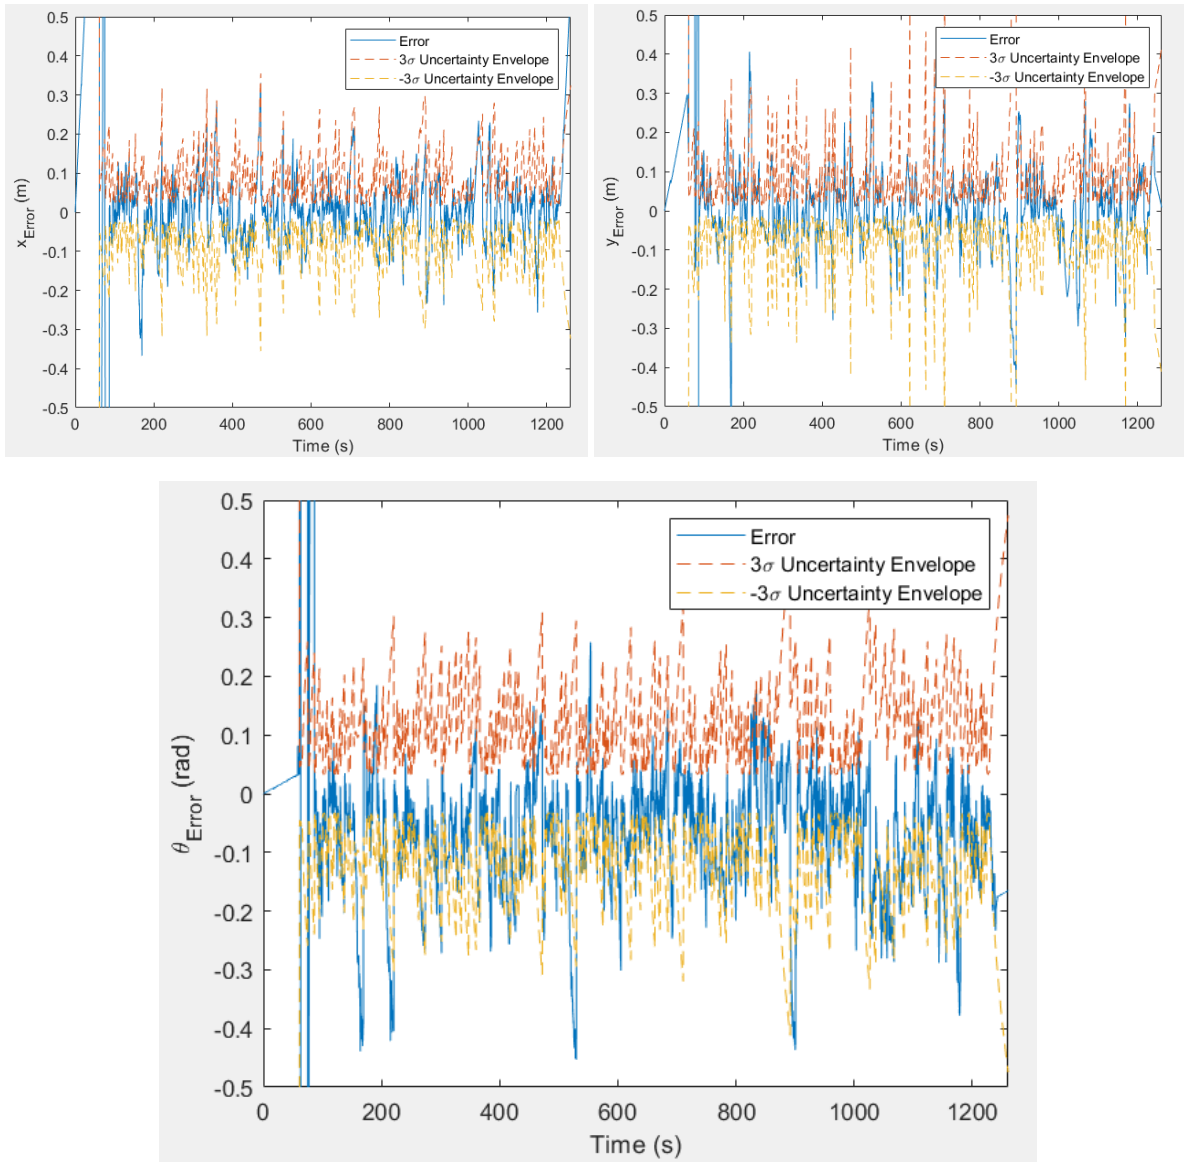 0.5
0.4
0.3
0.2
0.1
0
-0.1
-0.2
-0.3
-0.4
-0.5
x_Error (m)
0 200 400 600 800 1000 1200
Time (s)
Error
3σ Uncertainty Envelope
-3σ Uncertainty Envelope
0.5
0.4
0.3
0.2
0.1
0
-0.1
-0.2
-0.3
-0.4
-0.5
y_Error (m)
0 200 400 600 800 1000 1200
Time (s)
Error
3σ Uncertainty Envelope
-3σ Uncertainty Envelope
0.5
0.4
0.3
0.2
0.1
0
-0.1
-0.2
-0.3
-0.4
-0.5
θ_Error (rad)
0 200 400 600 800 1000 1200
Time (s)
Error
3σ Uncertainty Envelope
-3σ Uncertainty Envelope